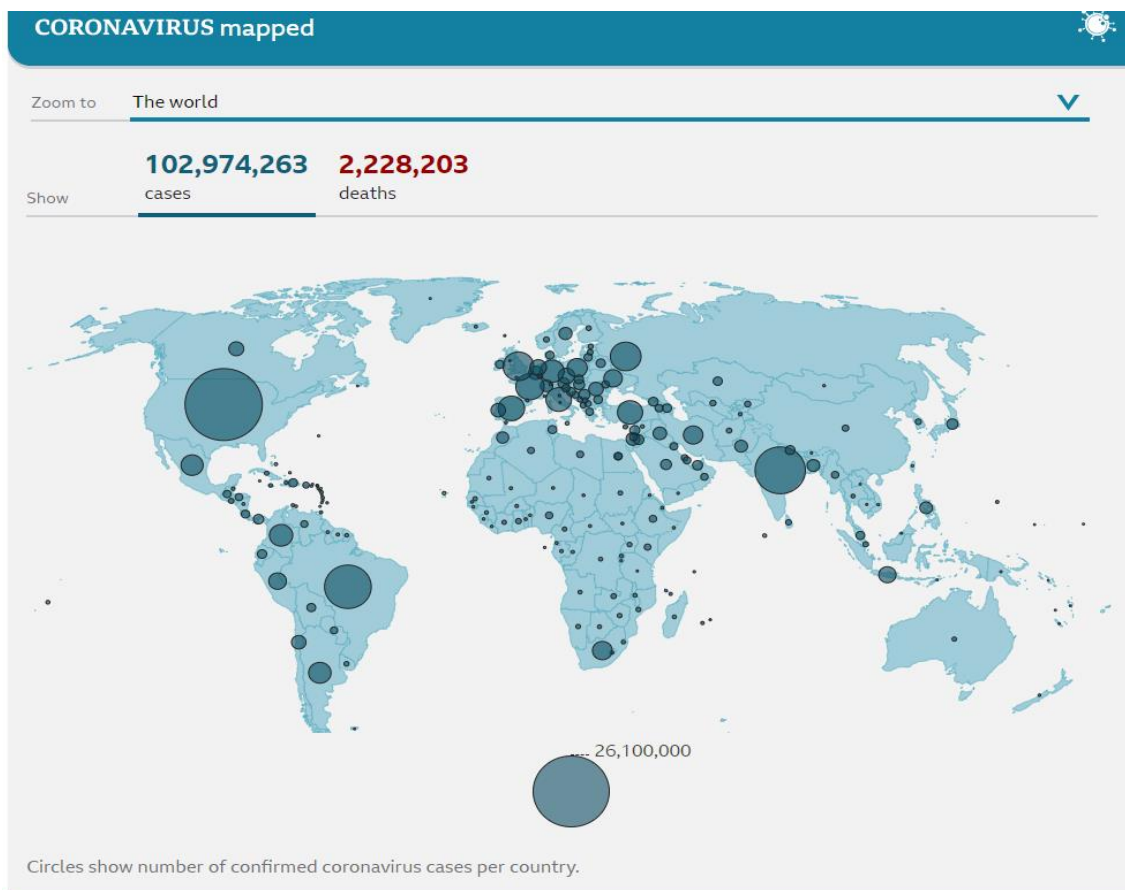 CORONAVIRUS mapped
Zoom to The world
102,974,263 2,228,203
Show cases deaths
26,100,000
Circles show number of confirmed coronavirus cases per country.